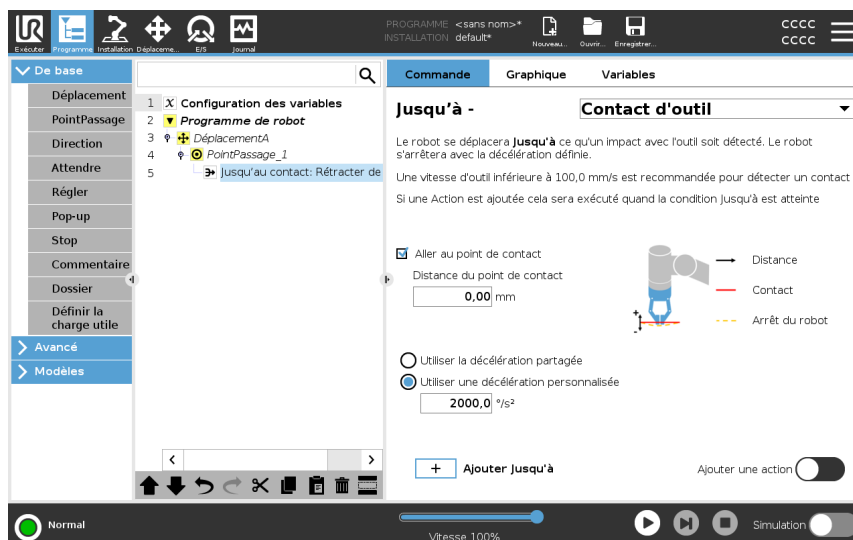 UR
PROGRAMME <sans nom>*
INSTALLATION default*
Exécuter Programme Installation Déplaceme... E/S Journal
Nouveau... Ouvrir... Enregistrer...
CCCC
CCCC
De base
Déplacement
PointPassage
Direction
Attendre
Régler
Pop-up
Stop
Commentaire
Dossier
Définir la
charge utile
Avancé
Modèles
1 X Configuration des variables
2 Programme de robot
3 DéplacementA
4 PointPassage_1
5 Jusqu'au contact: Rétracter de
Commande Graphique Variables
Jusqu'à - Contact d'outil
Le robot se déplacera Jusqu'à ce qu'un impact avec l'outil soit détecté. Le robot
s'arrêtera avec la décélération définie.
Une vitesse d'outil inférieure à 100,0 mm/s est recommandée pour détecter un contact
Si une Action est ajoutée cela sera exécuté quand la condition Jusqu'à est atteinte
Aller au point de contact
Distance du point de contact
0,00 mm
Distance
Contact
Arrêt du robot
+
-
Utiliser la décélération partagée
Utiliser une décélération personnalisée
2000,0 °/s²
+ Ajouter Jusqu'à
Ajouter une action
Normal
Vitesse 100%
Simulation